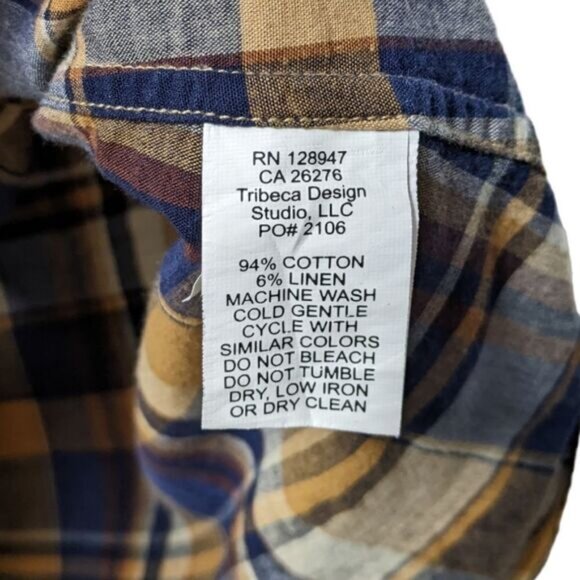 RN 128947
CA 26276
Tribeca Design
Studio, LLC
PO# 2106
94% COTTON
6% LINEN
MACHINE WASH
COLD GENTLE
CYCLE WITH
SIMILAR COLORS
DO NOT BLEACH
DO NOT TUMBLE
DRY, LOW IRON
OR DRY CLEAN